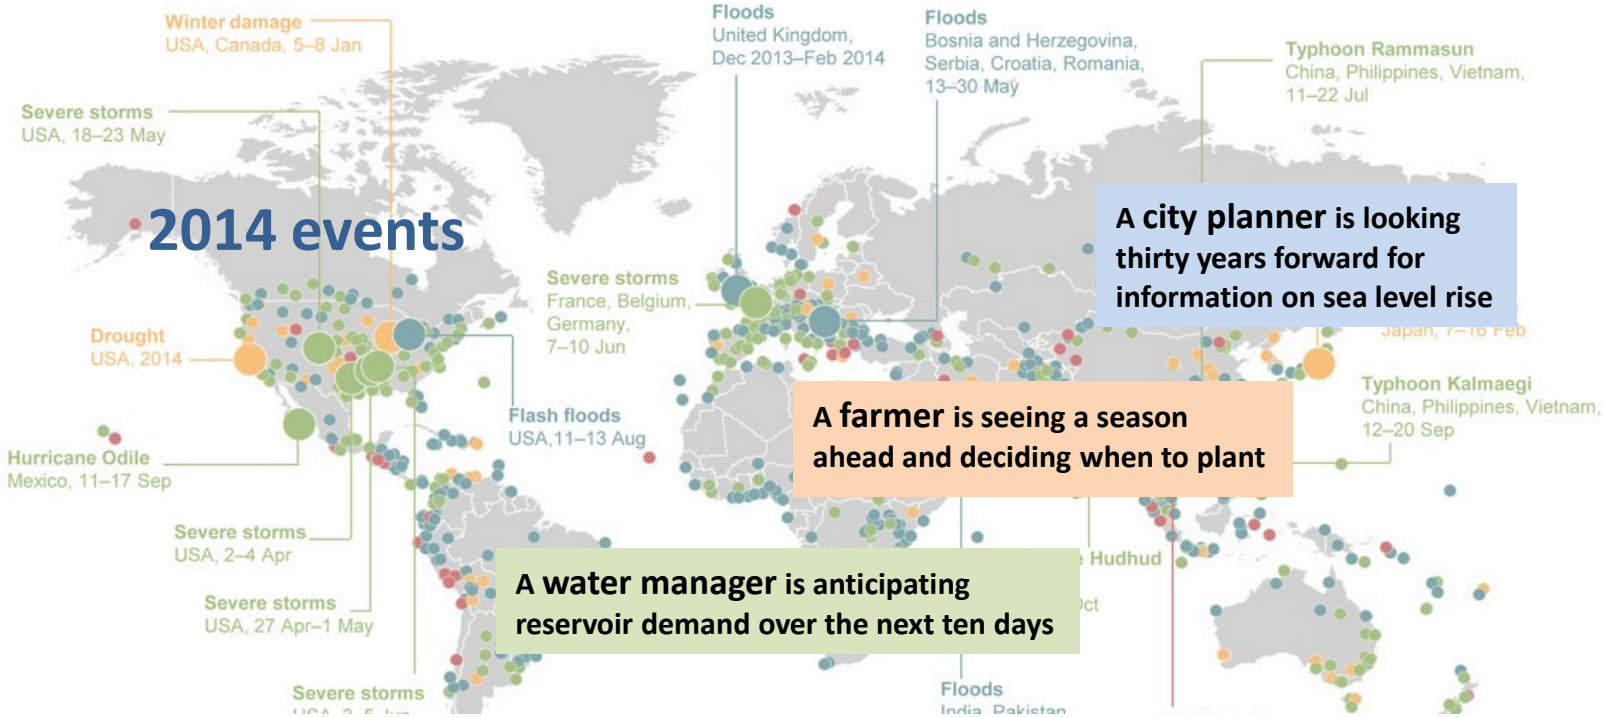 Winter damage
USA, Canada, 5–8 Jan
Floods
United Kingdom,
Dec 2013–Feb 2014
Floods
Bosnia and Herzegovina,
Serbia, Croatia, Romania,
13–30 May
Typhoon Rammasun
China, Philippines, Vietnam,
11–22 Jul
Severe storms
USA, 18–23 May
2014 events
A city planner is looking
thirty years forward for
information on sea level rise
Severe storms
France, Belgium,
Germany,
7–10 Jun
Drought
USA, 2014
Japan, 7–16 Feb
Typhoon Kalmaegi
China, Philippines, Vietnam,
12–20 Sep
A farmer is seeing a season
ahead and deciding when to plant
Flash floods
USA,11–13 Aug
Hurricane Odile
Mexico, 11–17 Sep
Severe storms
USA, 2–4 Apr
Hudhud
A water manager is anticipating
reservoir demand over the next ten days
Severe storms
USA, 27 Apr–1 May
Oct
Severe storms
USA, 3–5 Jun
Floods
India, Pakistan